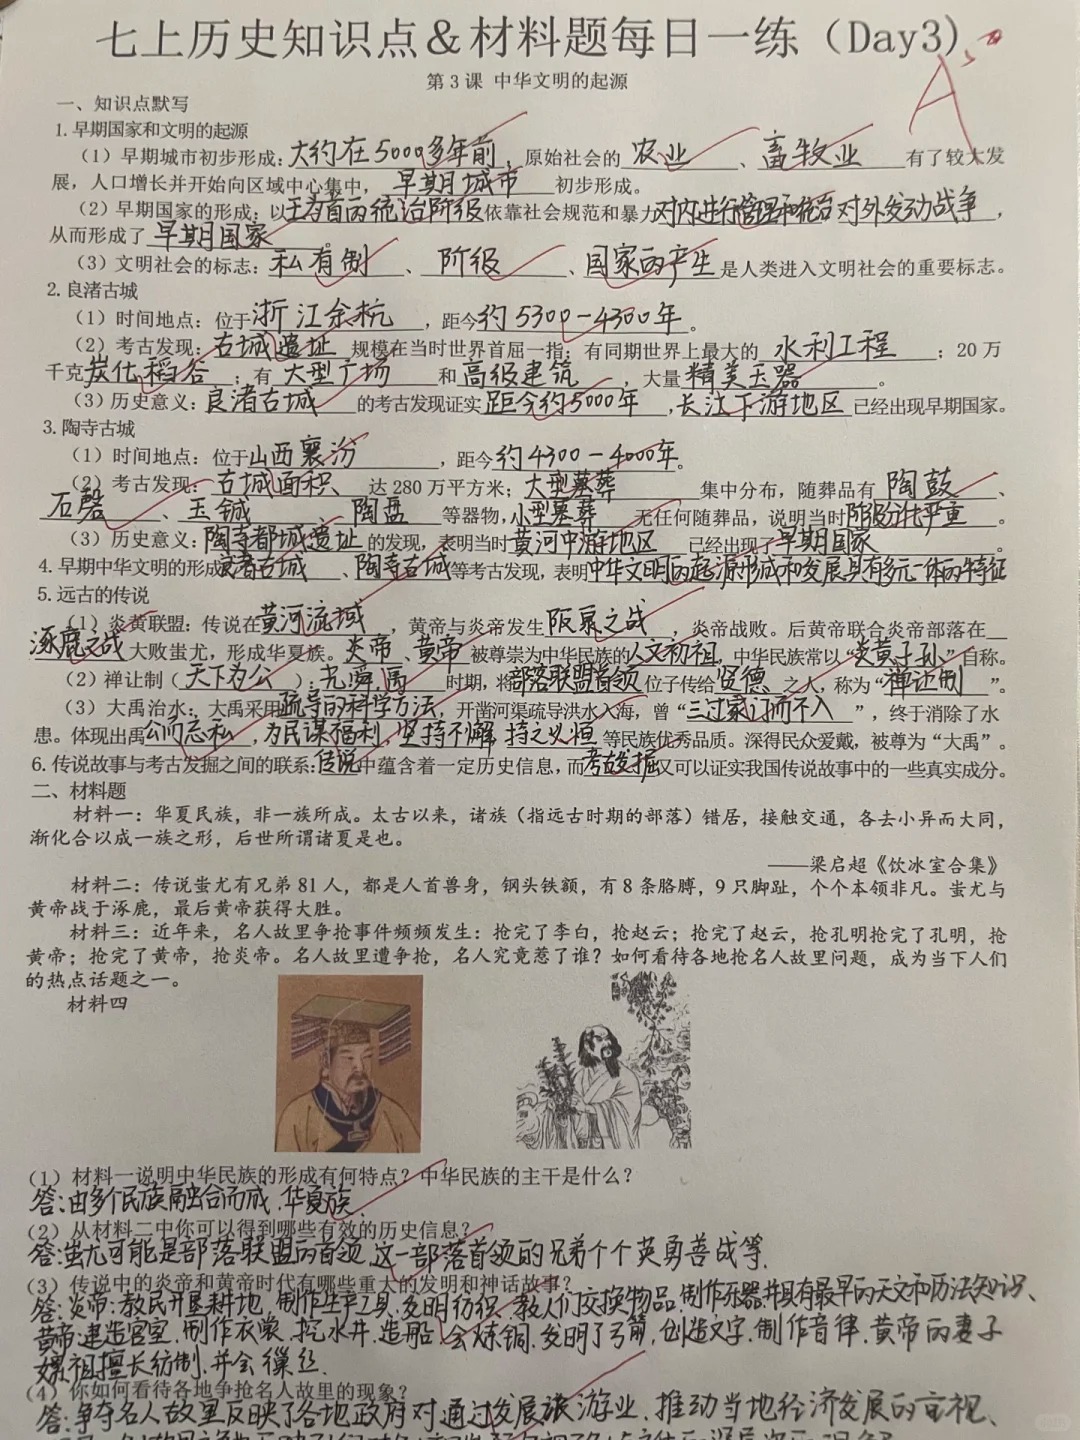 七上历史知识点&材料题每日一练（Day3)
A
第3课 中华文明的起源
一、知识点默写
1.早期国家和文明的起源
（1）早期城市初步形成：大约在5000多年前，原始社会的 农业 、畜牧业 有了较大发
展，人口增长并开始向区域中心集中， 早期城市 初步形成。
（2）早期国家的形成：以王为首的统治阶级依靠社会规范和暴力对内进行管理和统治 对外发动战争，
从而形成了 早期国家 。
（3）文明社会的标志：私有制 、 阶级 、国家的产生 是人类进入文明社会的重要标志。
2.良渚古城
（1）时间地点：位于浙江余杭 ，距今约5300-4300年。
（2）考古发现：古城遗址 规模在当时世界首屈一指；有同期世界上最大的 水利工程 ；20万
千克炭化稻谷 ；有 大型广场 和高级建筑 ，大量精美玉器 。
（3）历史意义：良渚古城 的考古发现证实距今约5000年，长江下游地区 已经出现早期国家。
3.陶寺古城
（1）时间地点：位于山西襄汾 ，距今约4300-4000年。
（2）考古发现：古城面积 达280万平方米；大型墓葬 集中分布，随葬品有 陶鼓 、
石磬 、玉钺 陶盘 等器物，小型墓葬 无任何随葬品，说明当时阶级分化严重 。
（3）历史意义：陶寺都城遗址的发现，表明当时黄河中游地区 已经出现了早期国家 。
4.早期中华文明的形成良渚古城 、陶寺古城等考古发现，表明中华文明的起源形成和发展具有多元一体的特征
5.远古的传说
（1）炎黄联盟：传说在黄河流域 ，黄帝与炎帝发生 阪泉之战 ，炎帝战败。后黄帝联合炎帝部落在
涿鹿之战 大败蚩尤，形成华夏族。炎帝 、黄帝 被尊崇为中华民族的人文初祖，中华民族常以“炎黄子孙”自称。
（2）禅让制（ 天下为公 ）：尧舜禹 时期，将部落联盟首领 位子传给 贤德 之人，称为“禅让制 ”。
（3）大禹治水：大禹采用疏导的科学方法，开凿河渠疏导洪水入海，曾“三过家门而不入 ”，终于消除了水
患。体现出禹公而忘私，为民谋福利，坚持不懈 持之以恒 等民族优秀品质。深得民众爱戴，被尊为“大禹”。
6.传说故事与考古发掘之间的联系：传说中蕴含着一定历史信息，而考古发掘又可以证实我国传说故事中的一些真实成分。
二、材料题
材料一：华夏民族，非一族所成。太古以来，诸族（指远古时期的部落）错居，接触交通，各去小异而大同，
渐化合以成一族之形，后世所谓诸夏是也。
——梁启超《饮冰室合集》
材料二：传说蚩尤有兄弟81人，都是人首兽身，钢头铁额，有8条胳膊，9只脚趾，个个本领非凡。蚩尤与
黄帝战于涿鹿，最后黄帝获得大胜。
材料三：近年来，名人故里争抢事件频频发生：抢完了李白，抢赵云；抢完了赵云，抢孔明抢完了孔明，抢
黄帝；抢完了黄帝，抢炎帝。名人故里遭争抢，名人究竟惹了谁？如何看待各地抢名人故里问题，成为当下人们
的热点话题之一。
材料四
（1）材料一说明中华民族的形成有何特点？中华民族的主干是什么？
答：由多个民族融合而成，华夏族.
（2）从材料二中你可以得到哪些有效的历史信息？
答：蚩尤可能是部落联盟的首领，这一部落首领的兄弟个个英勇善战等.
（3）传说中的炎帝和黄帝时代有哪些重大的发明和神话故事？
答：炎帝：教民开垦耕地，制作生产工具，发明纺织，教人们交换物品，制作乐器，并具有最早的天文和历法知识、
黄帝建造宫室，制作衣裳，挖水井，造船，会炼铜，发明了弓箭，创造文字，制作音律，黄帝的妻子
嫘祖擅长纺制，并会缫丝.
（4）你如何看待各地争抢名人故里的现象？
答：争夺名人故里反映了各地政府对通过发展旅游业，推动当地经济发展的重视、